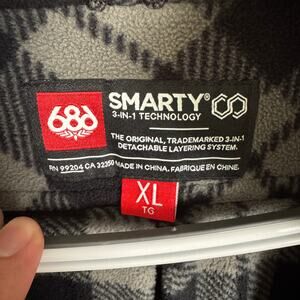 686
SMARTY®
3-IN-1 TECHNOLOGY
THE ORIGINAL, TRADEMARKED 3-IN-1
DETACHABLE LAYERING SYSTEM.
RN 99204 CA 32350 MADE IN CHINA. FABRIQUE EN CHINE.
XL
TG